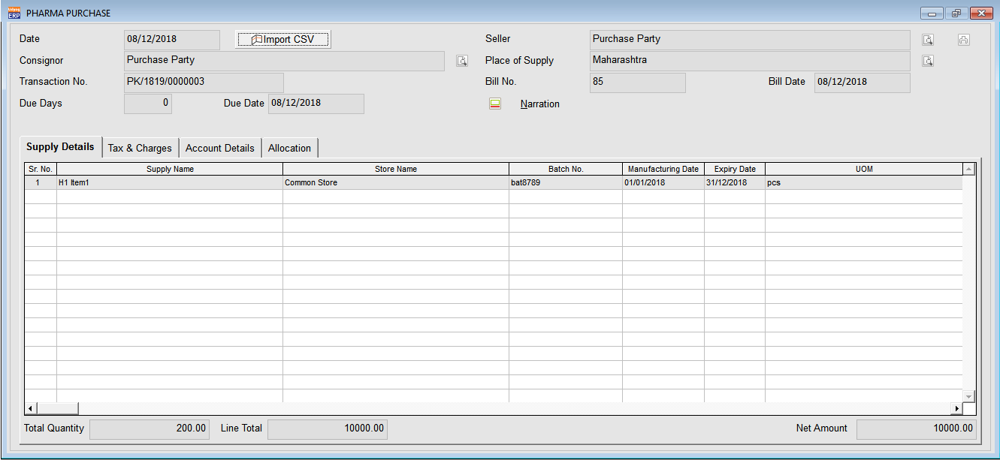 Udyog ERP PHARMA PURCHASE
Date 08/12/2018 Import CSV Seller Purchase Party
Consignor Purchase Party Place of Supply Maharashtra
Transaction No. PK/1819/0000003 Bill No. 85 Bill Date 08/12/2018
Due Days 0 Due Date 08/12/2018 Narration
Supply Details Tax & Charges Account Details Allocation
Sr. No. Supply Name Store Name Batch No. Manufacturing Date Expiry Date UOM
1 H1 Item1 Common Store bat8789 01/01/2018 31/12/2018 pcs
Total Quantity 200.00 Line Total 10000.00 Net Amount 10000.00